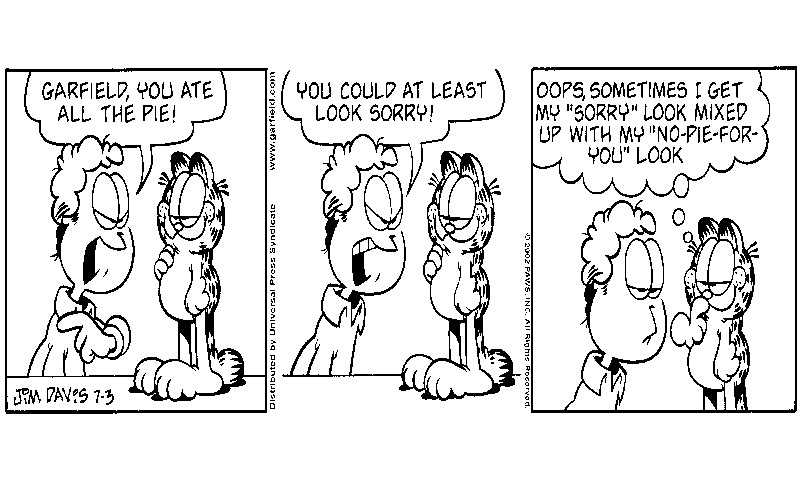 GARFIELD, YOU ATE
ALL THE PIE!
JIM DAVIS 7-3
www.garfield.com
Distributed by Universal Press Syndicate
YOU COULD AT LEAST
LOOK SORRY!
© 2002 PAWS, INC. All Rights Reserved.
OOPS, SOMETIMES I GET
MY "SORRY" LOOK MIXED
UP WITH MY "NO-PIE-FOR-
YOU" LOOK